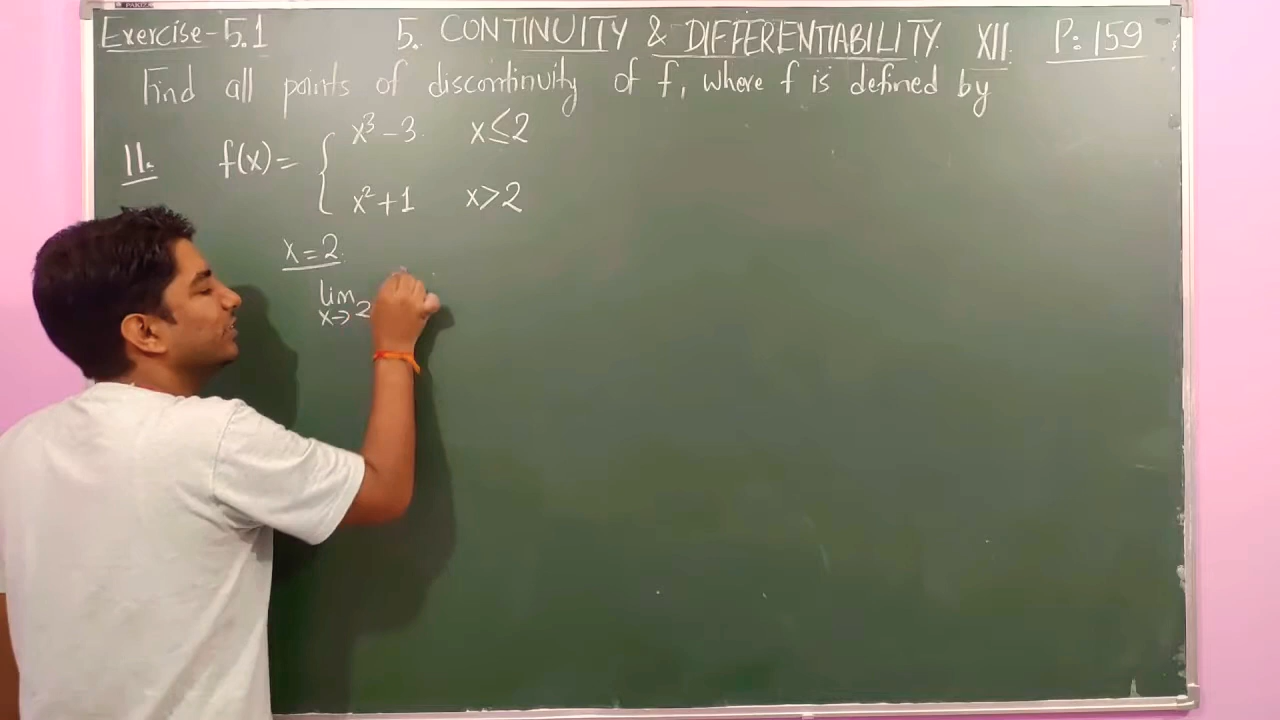 Exercise-5.1 5. CONTINUITY & DIFFERENTIABILITY XII P: 159
Find all points of discontinuity of f, where f is defined by
11. f(x) = { x³ - 3 x ≤ 2
x² + 1 x > 2
x = 2
lim
x → 2